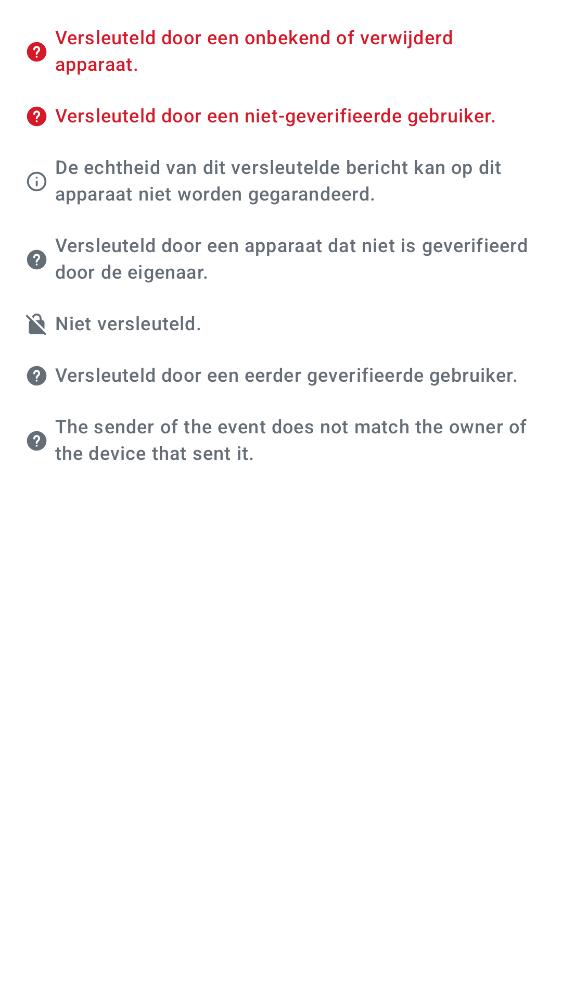 Versleuteld door een onbekend of verwijderd
apparaat.
Versleuteld door een niet-geverifieerde gebruiker.
De echtheid van dit versleutelde bericht kan op dit
apparaat niet worden gegarandeerd.
Versleuteld door een apparaat dat niet is geverifieerd
door de eigenaar.
Niet versleuteld.
Versleuteld door een eerder geverifieerde gebruiker.
The sender of the event does not match the owner of
the device that sent it.